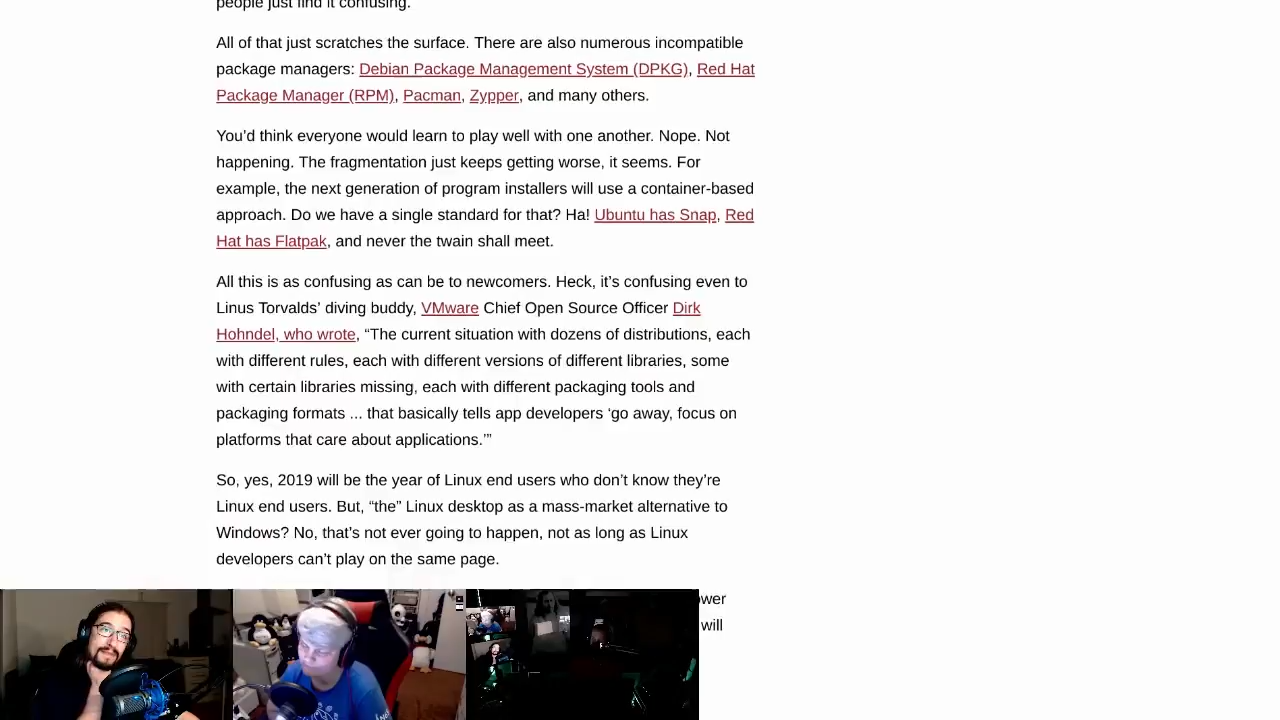 people just find it confusing.
All of that just scratches the surface. There are also numerous incompatible
package managers: Debian Package Management System (DPKG), Red Hat
Package Manager (RPM), Pacman, Zypper, and many others.
You’d think everyone would learn to play well with one another. Nope. Not
happening. The fragmentation just keeps getting worse, it seems. For
example, the next generation of program installers will use a container-based
approach. Do we have a single standard for that? Ha! Ubuntu has Snap, Red
Hat has Flatpak, and never the twain shall meet.
All this is as confusing as can be to newcomers. Heck, it’s confusing even to
Linus Torvalds’ diving buddy, VMware Chief Open Source Officer Dirk
Hohndel, who wrote, “The current situation with dozens of distributions, each
with different rules, each with different versions of different libraries, some
with certain libraries missing, each with different packaging tools and
packaging formats ... that basically tells app developers ‘go away, focus on
platforms that care about applications.’”
So, yes, 2019 will be the year of Linux end users who don’t know they’re
Linux end users. But, “the” Linux desktop as a mass-market alternative to
Windows? No, that’s not ever going to happen, not as long as Linux
developers can’t play on the same page.
will